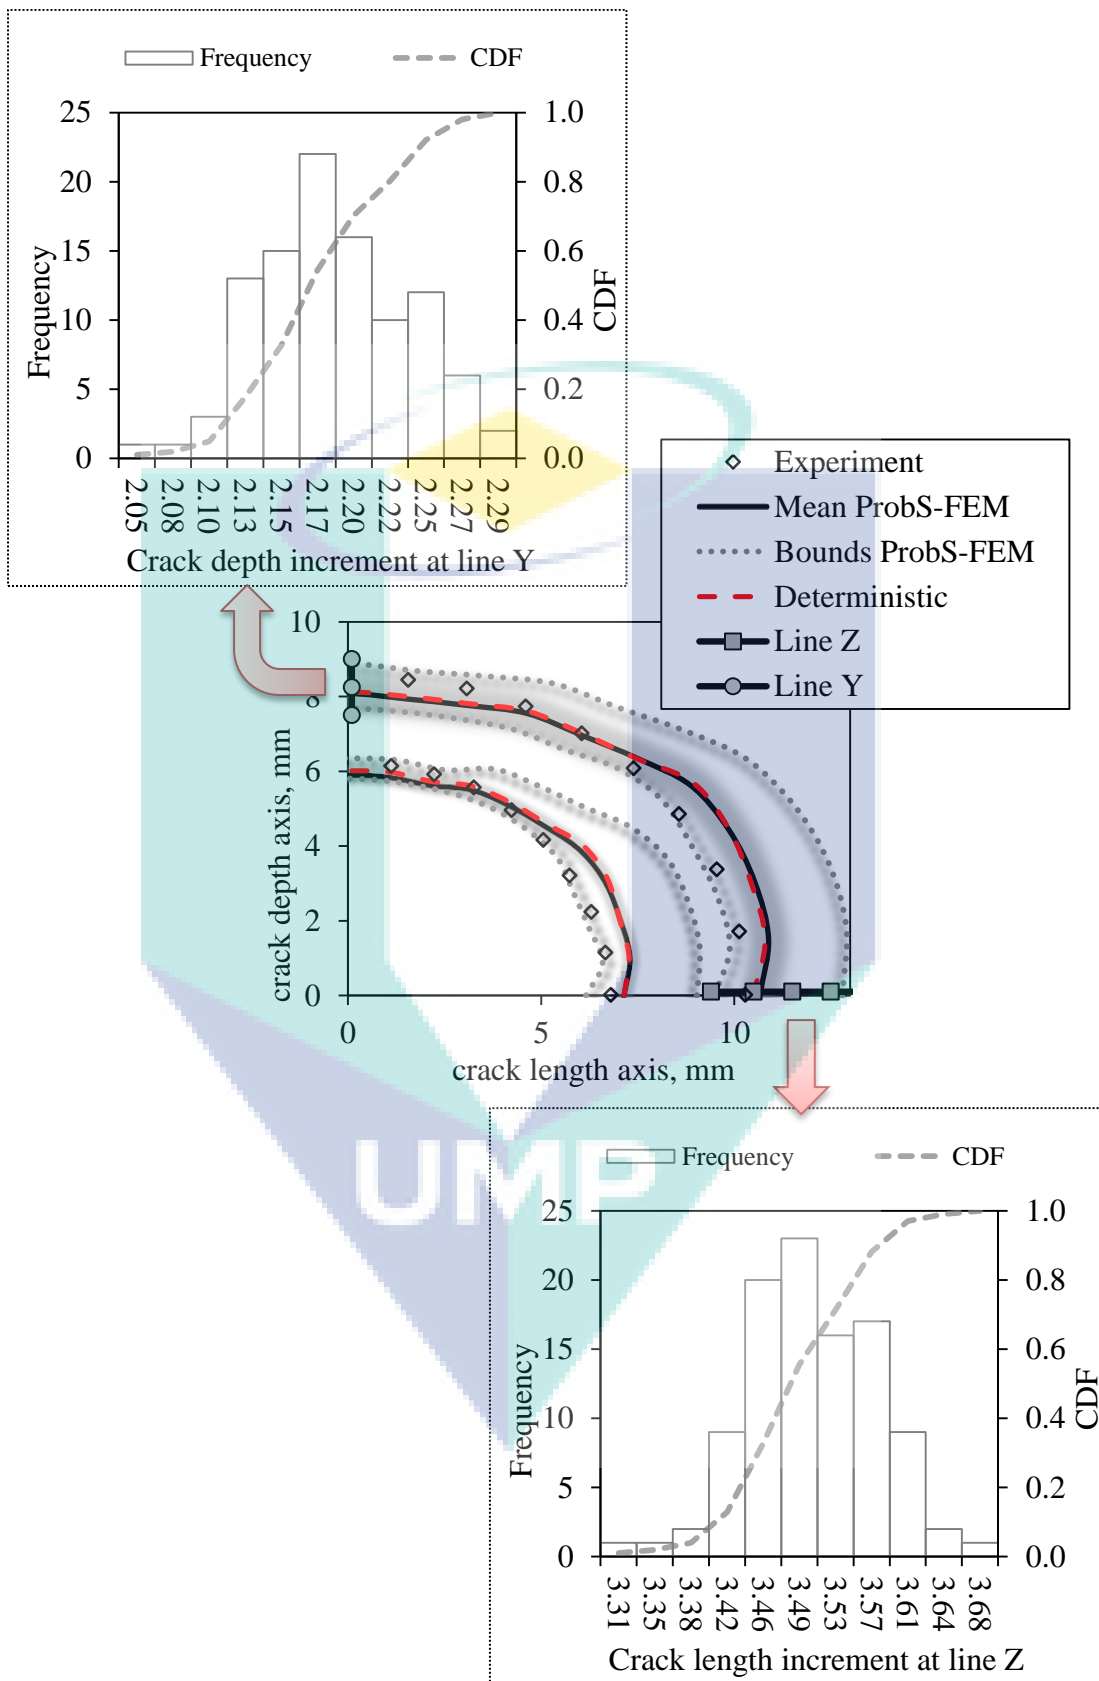 Frequency
CDF
25
20
15
10
5
0
Frequency
1.0
0.8
0.6
0.4
0.2
0.0
CDF
2.05
2.08
2.10
2.13
2.15
2.17
2.20
2.22
2.25
2.27
2.29
Crack depth increment at line Y
Experiment
Mean ProbS-FEM
Bounds ProbS-FEM
Deterministic
Line Z
Line Y
10
8
6
4
2
0
crack depth axis, mm
0
5
10
crack length axis, mm
UMP
Frequency
CDF
25
20
15
10
5
0
Frequency
1.0
0.8
0.6
0.4
0.2
0.0
CDF
3.31
3.35
3.38
3.42
3.46
3.49
3.53
3.57
3.61
3.64
3.68
Crack length increment at line Z